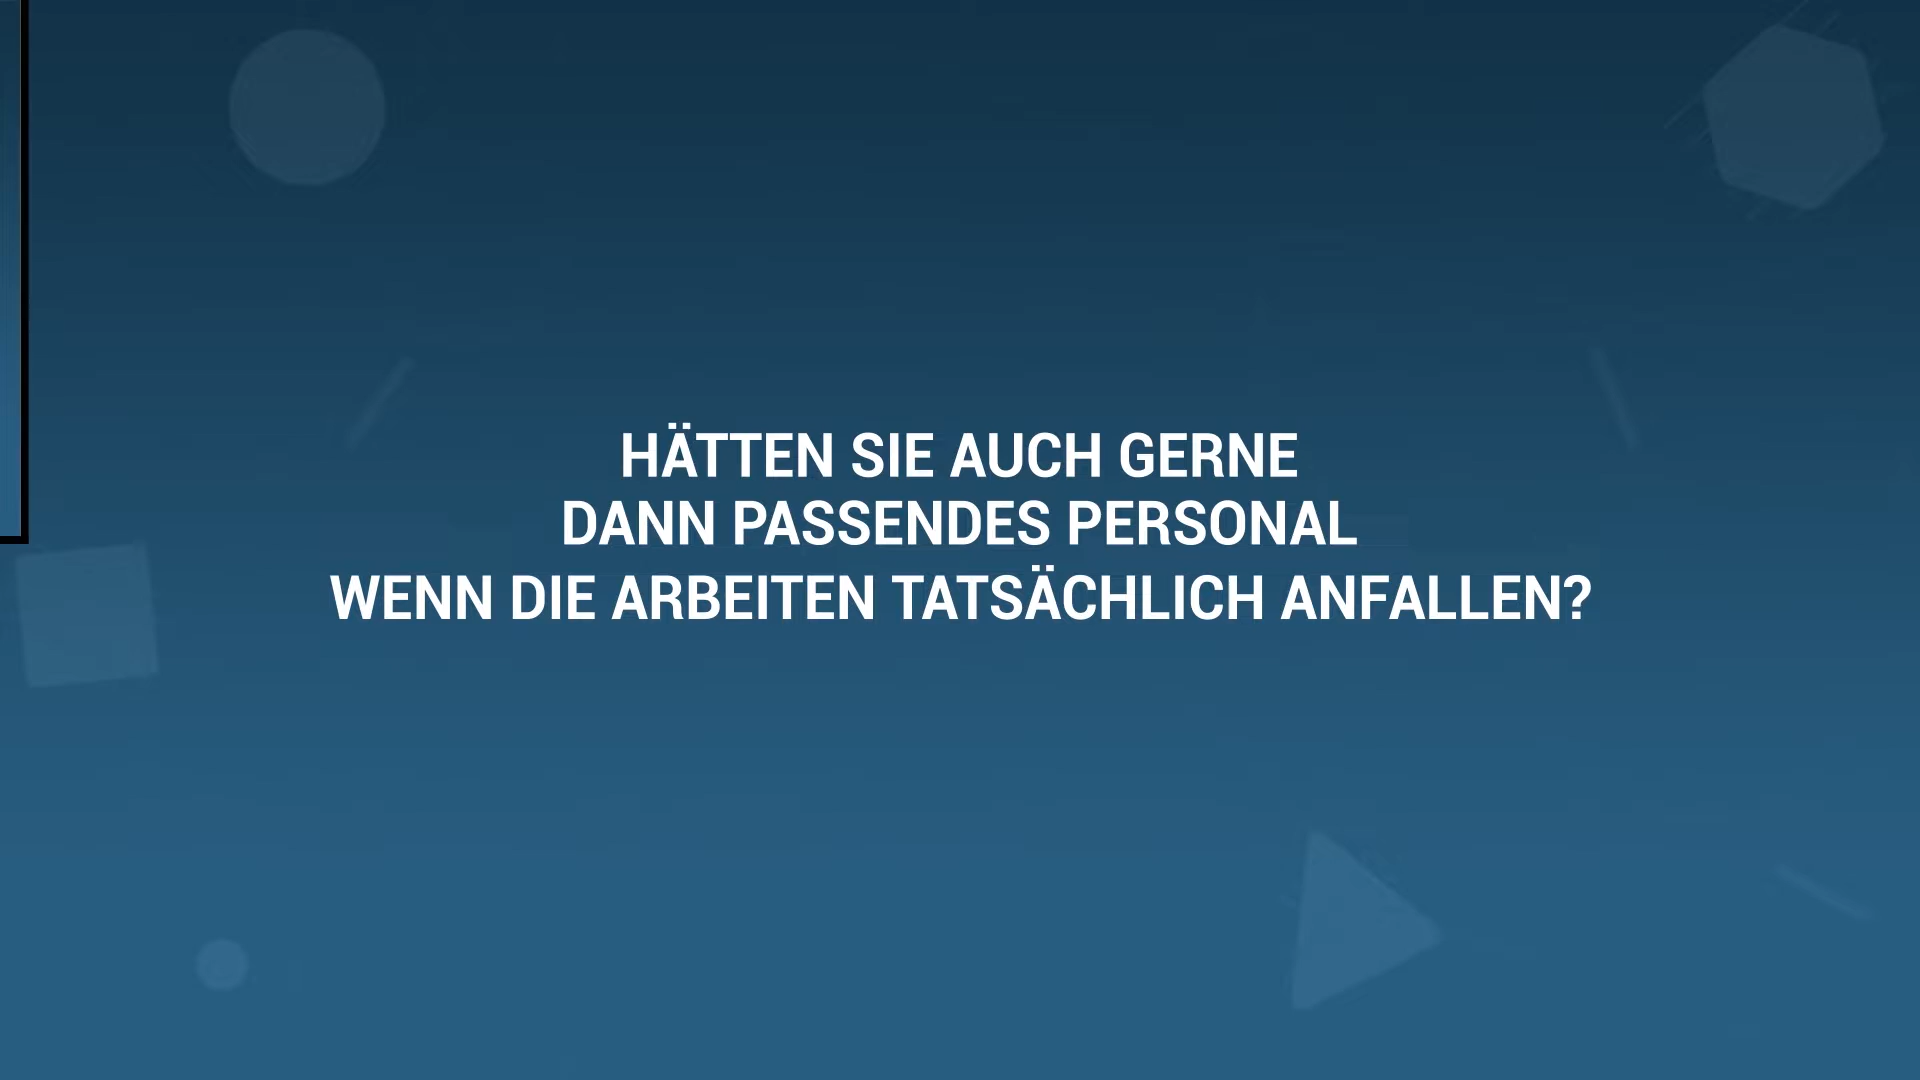 HÄTTEN SIE AUCH GERNE
DANN PASSENDES PERSONAL
WENN DIE ARBEITEN TATSÄCHLICH ANFALLEN?